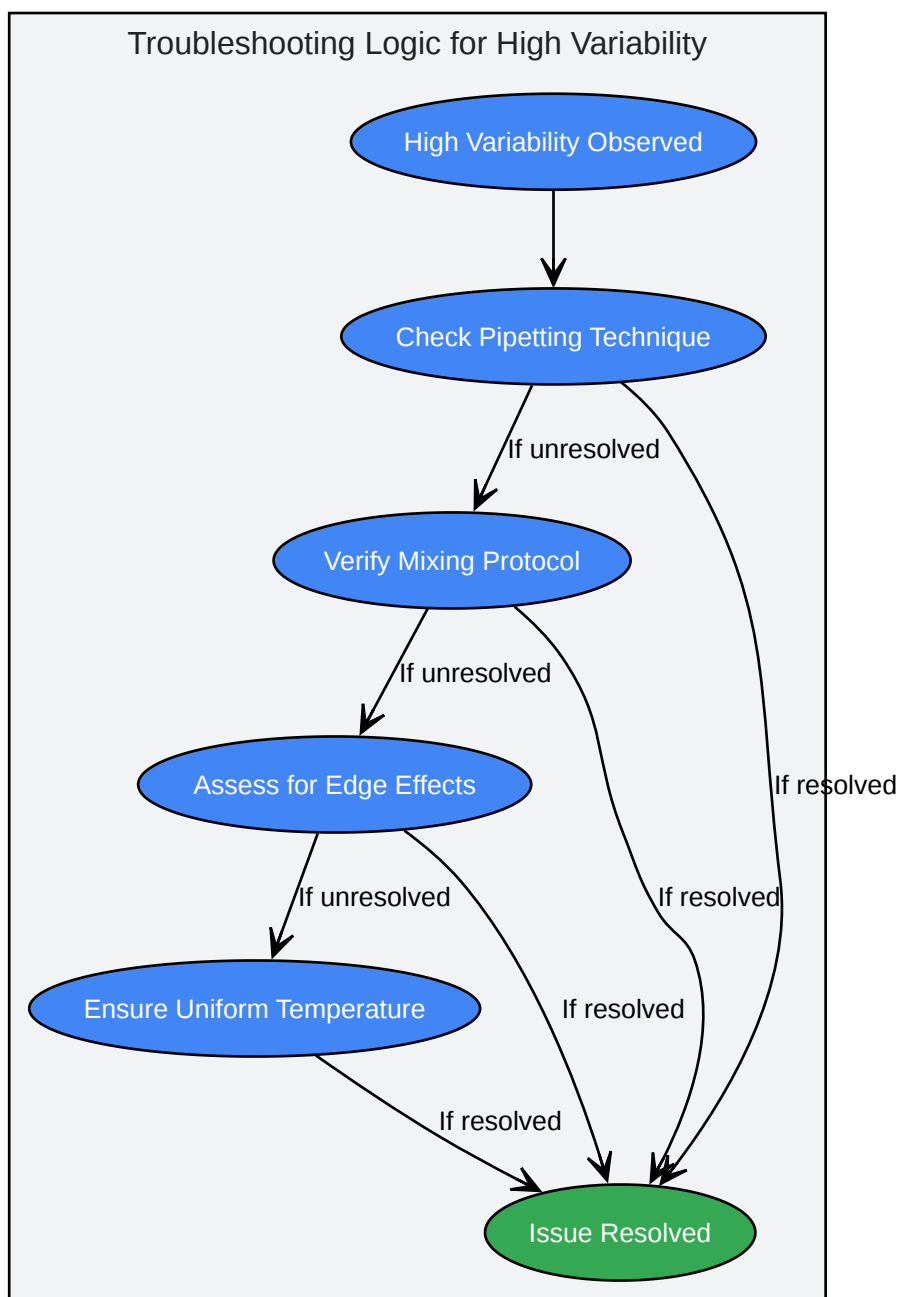 Troubleshooting Logic for High Variability
High Variability Observed
Check Pipetting Technique
If unresolved
Verify Mixing Protocol
If unresolved
Assess for Edge Effects
If resolved
If unresolved
If resolved
Ensure Uniform Temperature
If resolved
If resolved
Issue Resolved